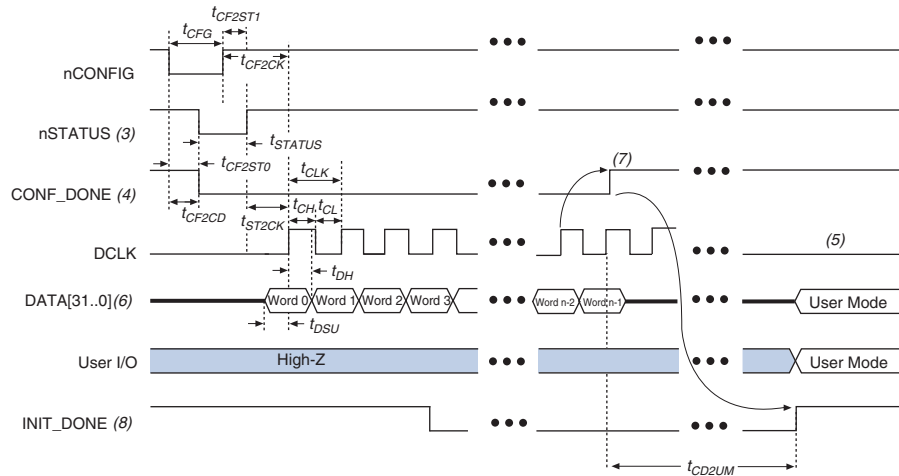 tCF2ST1
tCFG
tCF2CK
nCONFIG
nSTATUS (3)
tSTATUS
tCF2ST0
tCLK
(7)
CONF_DONE (4)
tCF2CD
tST2CK
tCH
tCL
(5)
DCLK
tDH
DATA[31..0](6)
Word 0
Word 1
Word 2
Word 3
Word n-2
Word n-1
User Mode
tDSU
User I/O
High-Z
User Mode
INIT_DONE (8)
tCD2UM